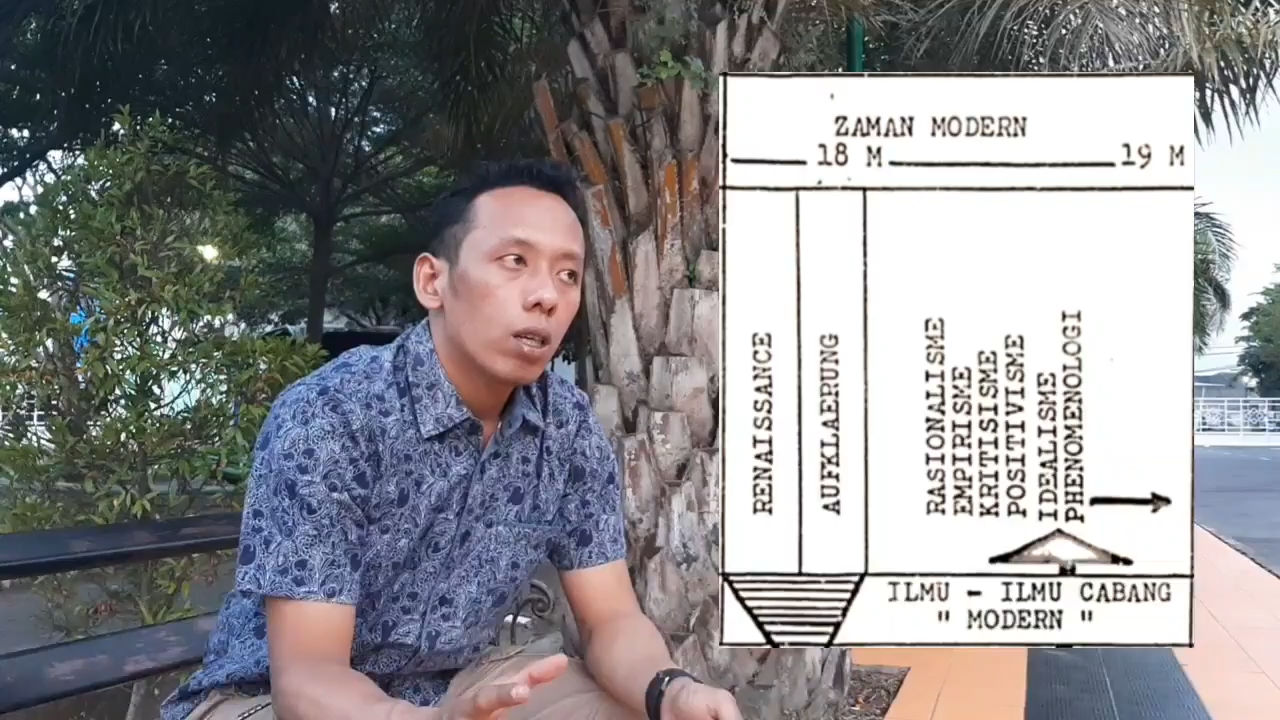 ZAMAN MODERN
18 M 19 M
RENAISSANCE
AUFKLAERUNG
RASIONALISME
EMPIRISME
KRITISISME
POSITIVISME
IDEALISME
PHENOMENOLOGI
ILMU - ILMU CABANG
" MODERN "